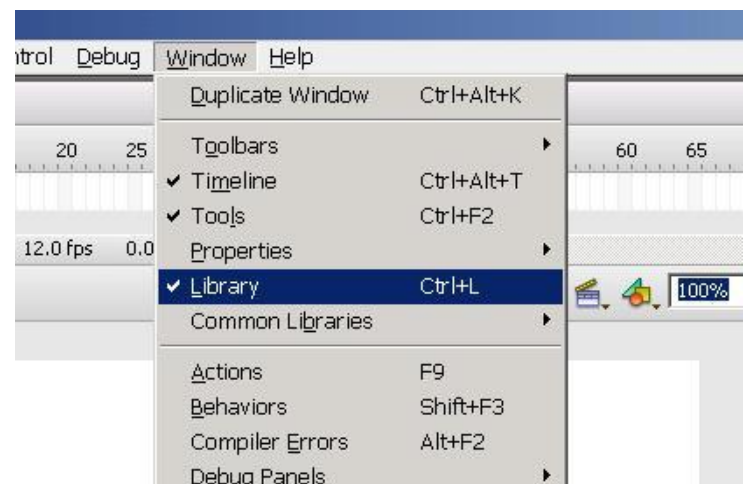 ntrol Debug Window Help
Duplicate Window Ctrl+Alt+K
20 25 Toolbars 60 65
Timeline Ctrl+Alt+T
Tools Ctrl+F2
12.0 fps 0.0 Properties
Library Ctrl+L 100%
Common Libraries
Actions F9
Behaviors Shift+F3
Compiler Errors Alt+F2
Debug Panels